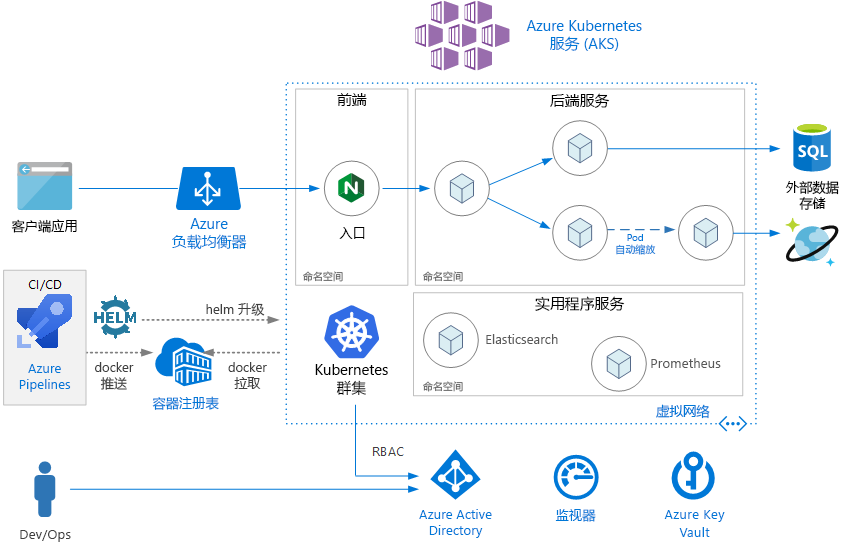 Azure Kubernetes
服务 (AKS)
前端
后端服务
SQL
外部数据
存储
客户端应用
Azure
负载均衡器
N
入口
Pod
自动缩放
命名空间
命名空间
CI/CD
Azure
Pipelines
HELM
helm 升级
docker
推送
容器注册表
docker
拉取
Kubernetes
群集
实用程序服务
Elasticsearch
Prometheus
命名空间
虚拟网络
RBAC
Dev/Ops
Azure Active
Directory
监视器
Azure Key
Vault